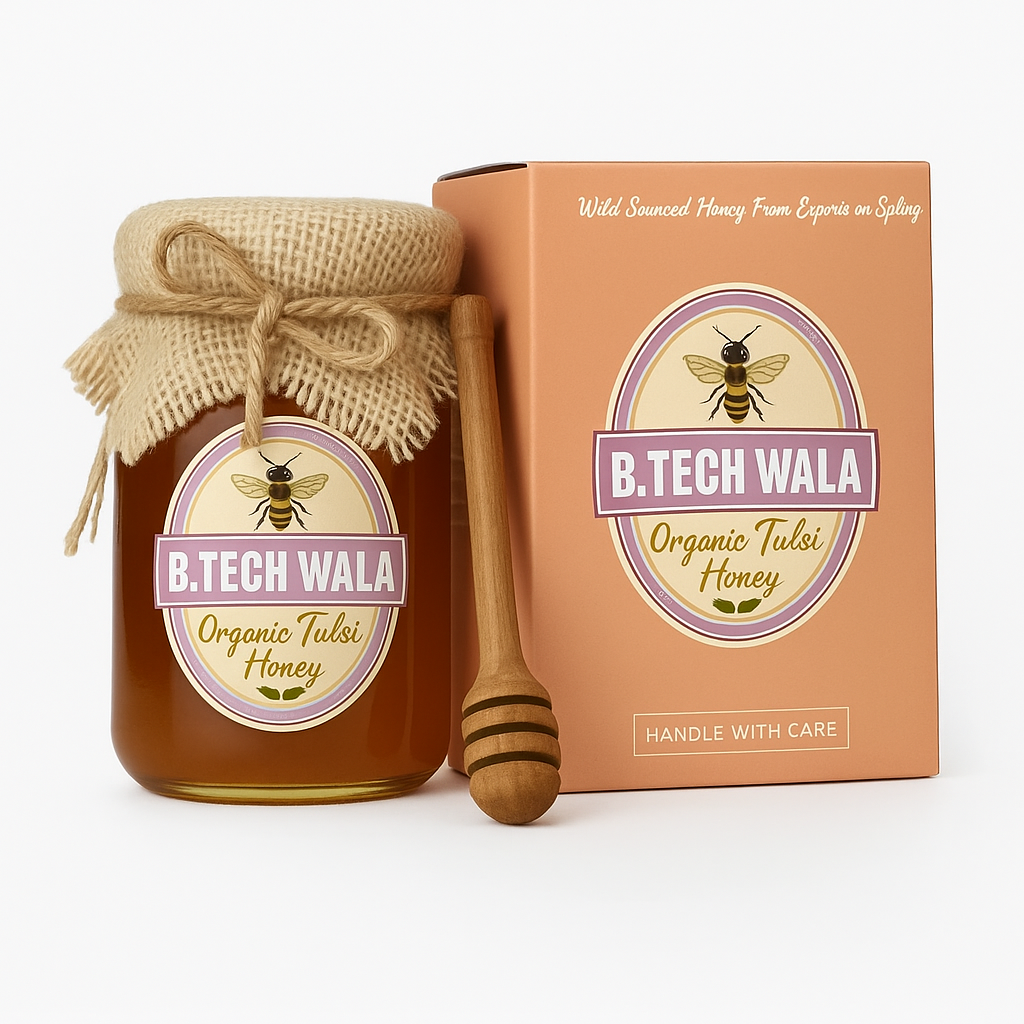 Wild Sounced Honcy From Exporis on Spling
B.TECH WALA
Organic Tulsi
Honey
HANDLE WITH CARE
B.TECH WALA
Organic Tulsi
Honey